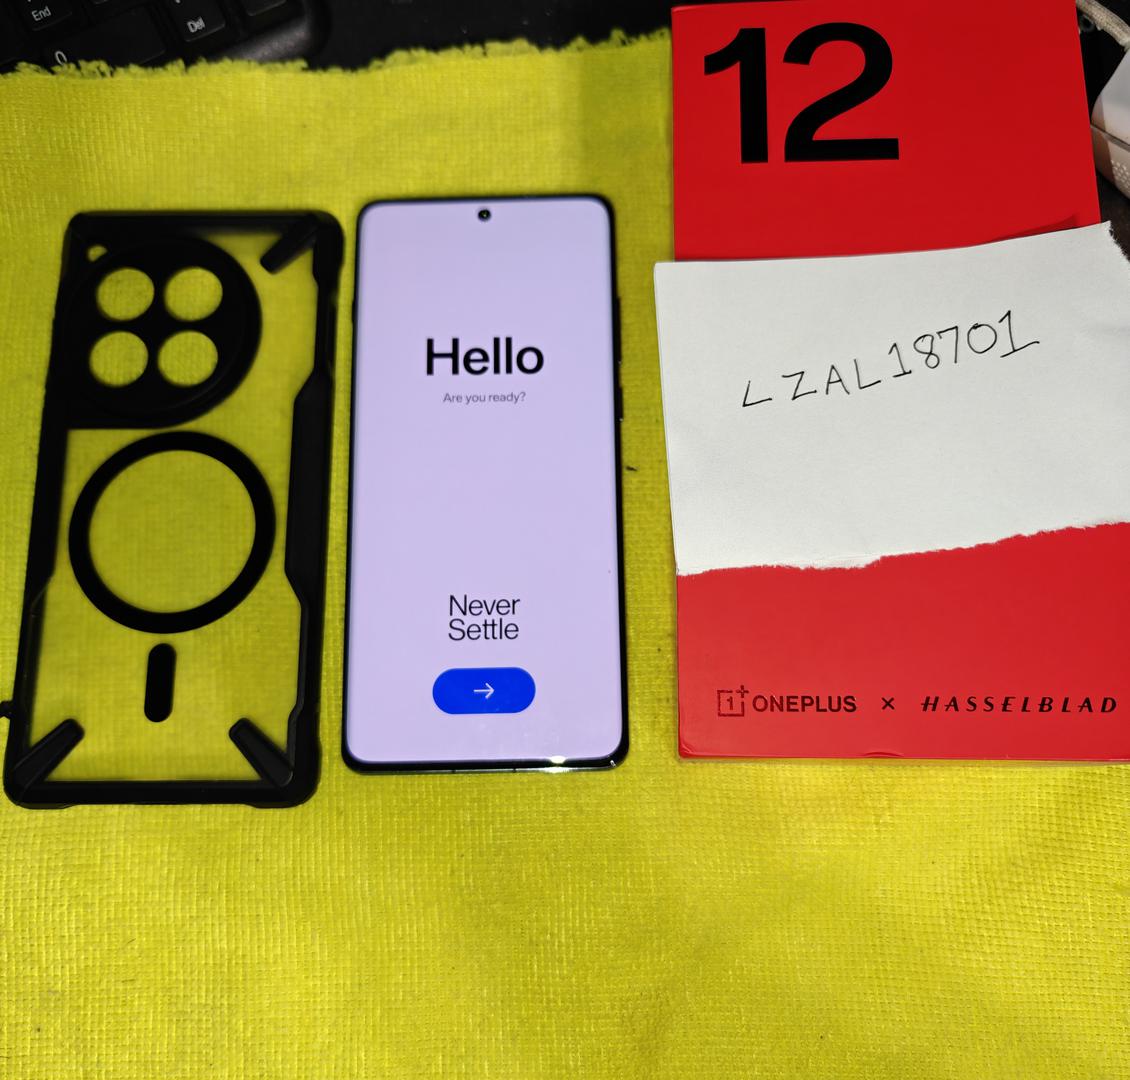 End
Del
12
Hello
Are you ready?
Never
Settle
LZAL18701
1+ ONEPLUS × HASSELBLAD